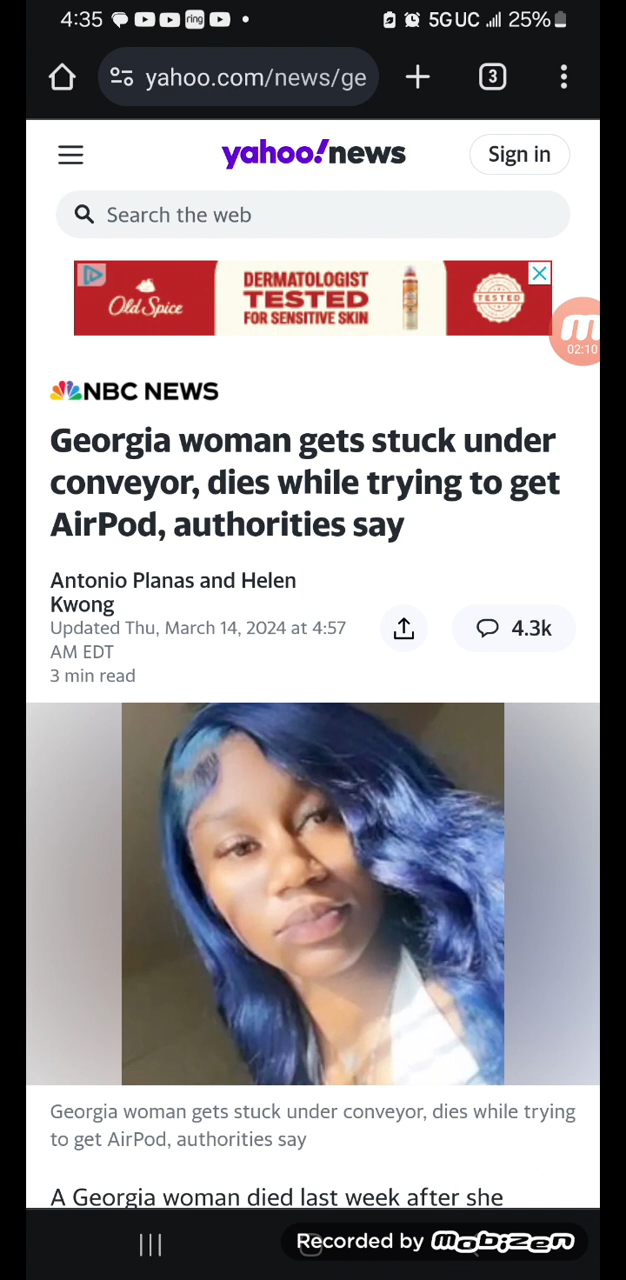 4:35
ring
5G UC
25%
yahoo.com/news/ge
3
yahoo!news
Sign in
Search the web
Old Spice
DERMATOLOGIST
TESTED
FOR SENSITIVE SKIN
TESTED
m
02:10
NBC NEWS
Georgia woman gets stuck under
conveyor, dies while trying to get
AirPod, authorities say
Antonio Planas and Helen
Kwong
Updated Thu, March 14, 2024 at 4:57
AM EDT
3 min read
4.3k
Georgia woman gets stuck under conveyor, dies while trying
to get AirPod, authorities say
A Georgia woman died last week after she
Recorded by mobizen